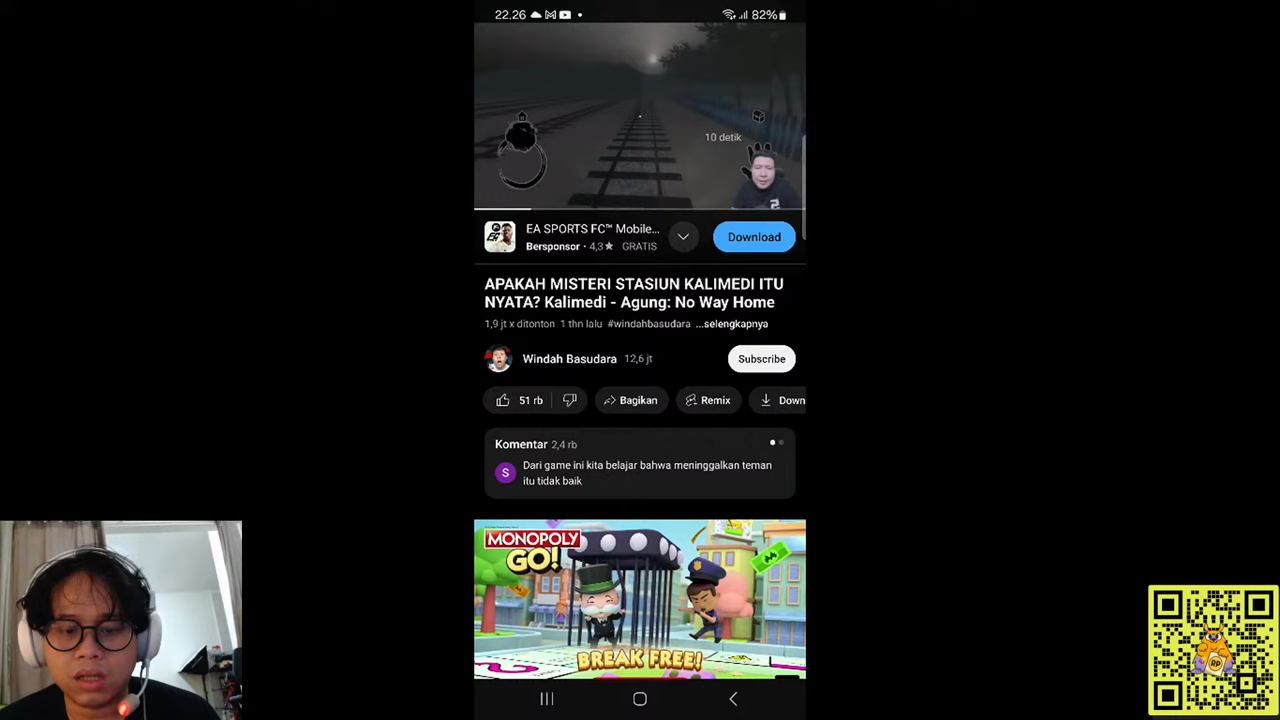 22.26
82%
10 detik
EA SPORTS FC™ Mobile...
Bersponsor · 4,3★ GRATIS
Download
APAKAH MISTERI STASIUN KALIMEDI ITU
NYATA? Kalimedi - Agung: No Way Home
1,9 jt x ditonton 1 thn lalu #windahbasudara ...selengkapnya
Windah Basudara 12,6 jt
Subscribe
51 rb
Bagikan
Remix
Down
Komentar 2,4 rb
S
Dari game ini kita belajar bahwa meninggalkan teman
itu tidak baik
MONOPOLY
GO!
BREAK FREE!
RP